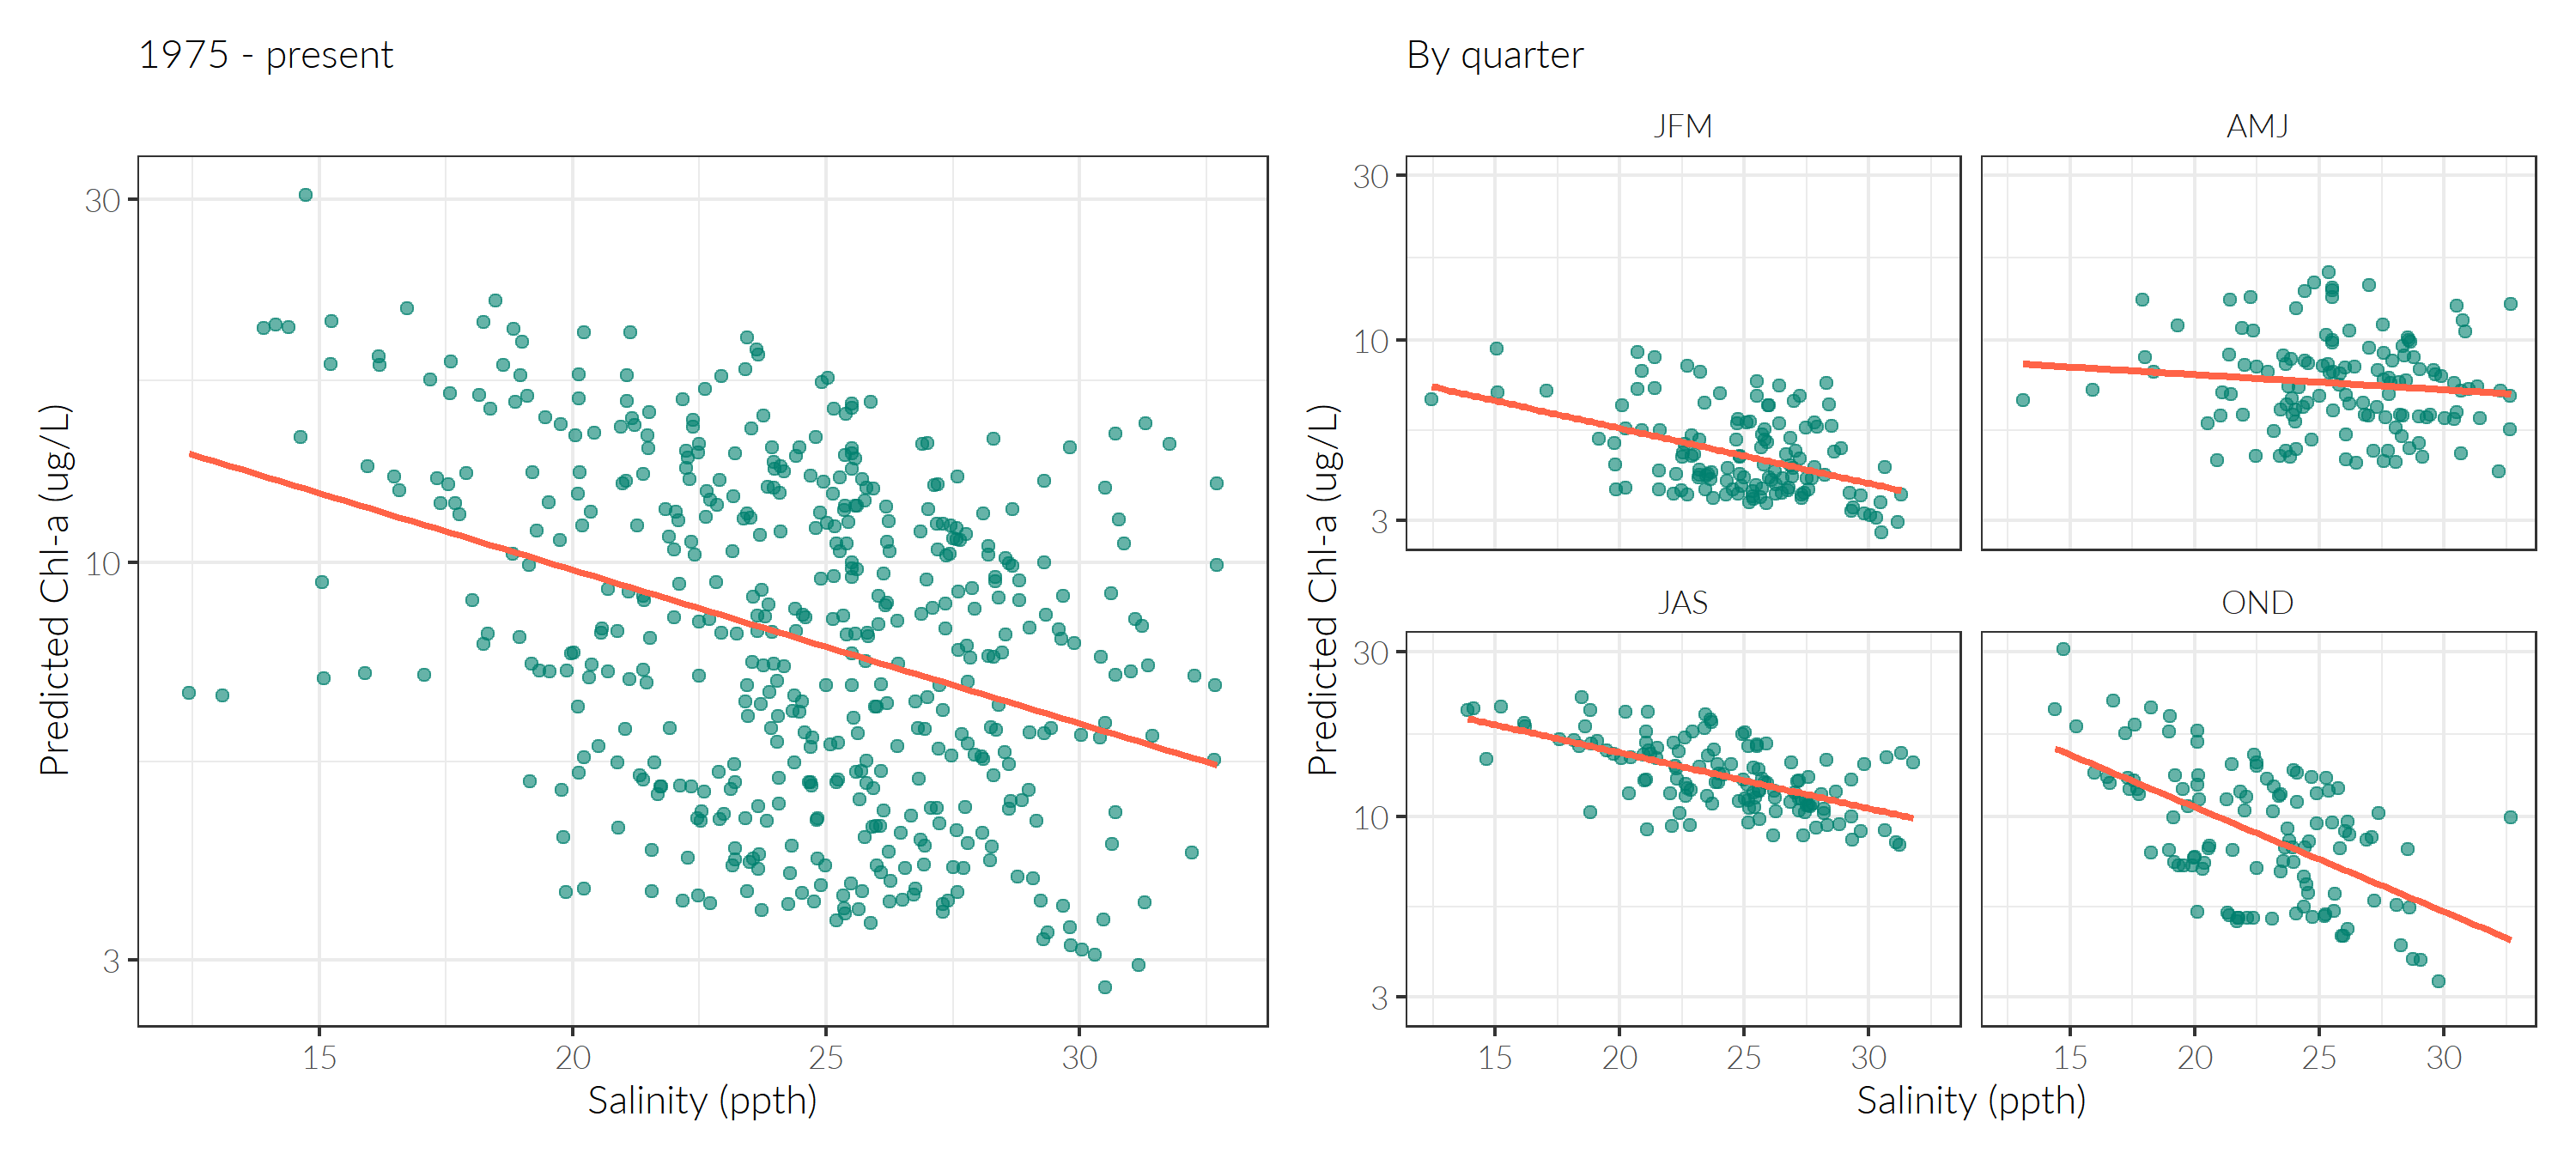 1975 - present
Predicted Chl-a (ug/L)
30
10
3
15 20 25 30
Salinity (ppth)
By quarter
Predicted Chl-a (ug/L)
JFM AMJ
30
10
3
JAS OND
30
10
3
15 20 25 30 15 20 25 30
Salinity (ppth)